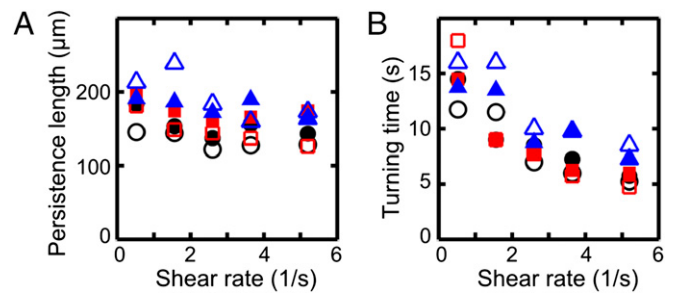 A
Persistence length (μm)
200
100
0
0 2 4 6
Shear rate (1/s)
B
Turning time (s)
15
10
5
0
0 2 4 6
Shear rate (1/s)